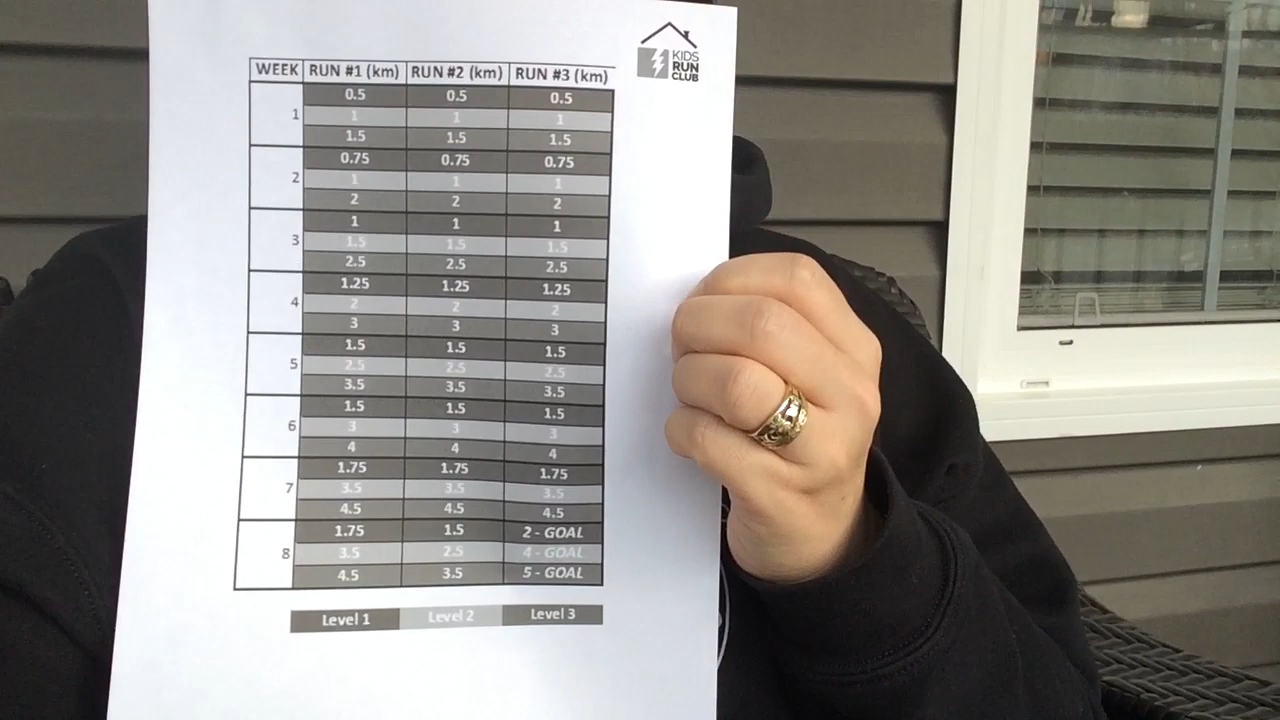 KIDS
RUN
CLUB
WEEK RUN #1 (km) RUN #2 (km) RUN #3 (km)
0.5 0.5 0.5
1 1 1 1
1.5 1.5 1.5
0.75 0.75 0.75
2 1 1 1
2 2 2
1 1 1
3 1.5 1.5 1.5
2.5 2.5 2.5
1.25 1.25 1.25
4 2 2 2
3 3 3
1.5 1.5 1.5
5 2.5 2.5 2.5
3.5 3.5 3.5
1.5 1.5 1.5
6 3 3 3
4 4 4
1.75 1.75 1.75
7 3.5 3.5 3.5
4.5 4.5 4.5
1.75 1.5 2 - GOAL
8 3.5 2.5 4 - GOAL
4.5 3.5 5 - GOAL
Level 1 Level 2 Level 3